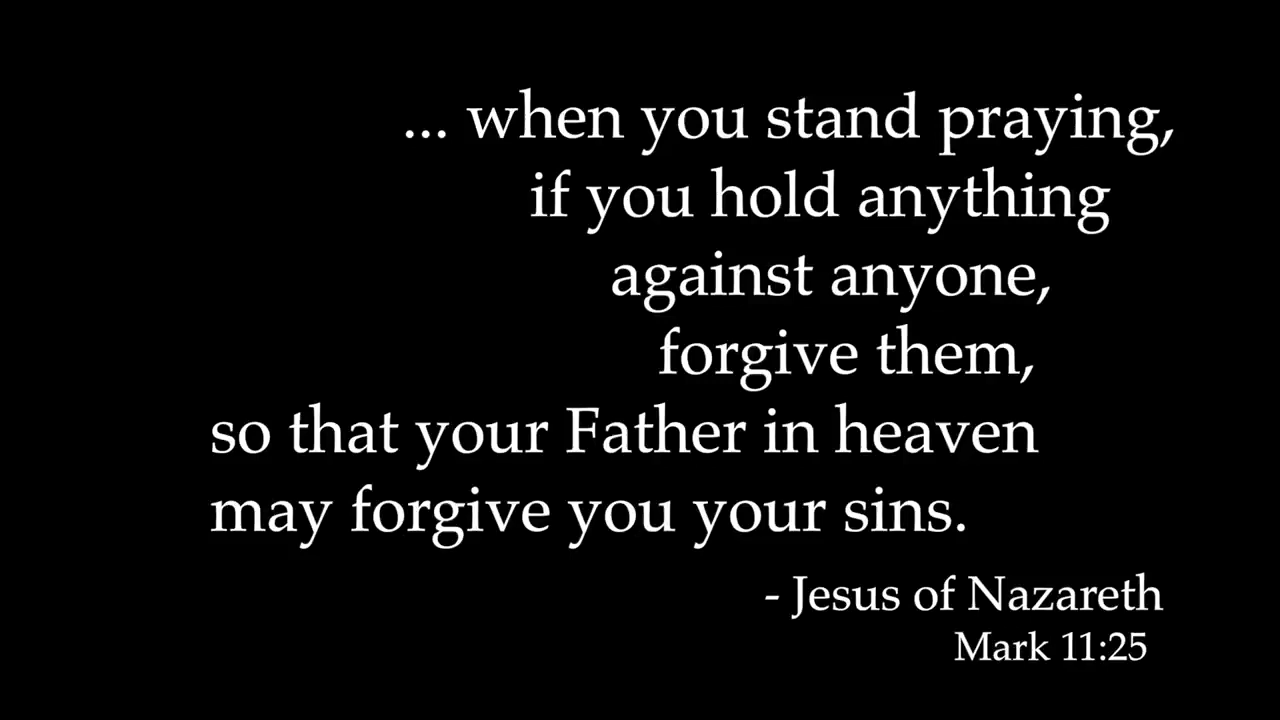 ... when you stand praying,
if you hold anything
against anyone,
forgive them,
so that your Father in heaven
may forgive you your sins.
- Jesus of Nazareth
Mark 11:25